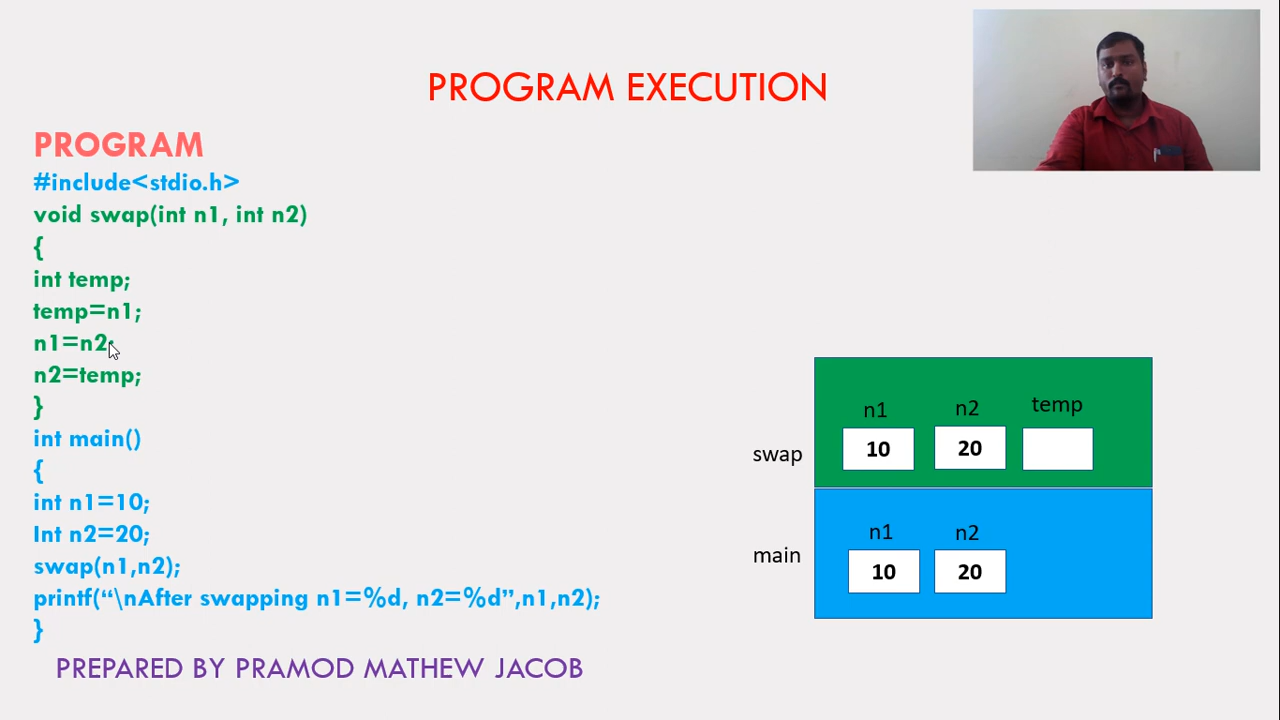 PROGRAM EXECUTION
PROGRAM
#include<stdio.h>
void swap(int n1, int n2)
{
int temp;
temp=n1;
n1=n2;
n2=temp;
}
int main()
{
int n1=10;
Int n2=20;
swap(n1,n2);
printf(“\nAfter swapping n1=%d, n2=%d”,n1,n2);
}
n1 n2 temp
swap 10 20
n1 n2
main 10 20
PREPARED BY PRAMOD MATHEW JACOB